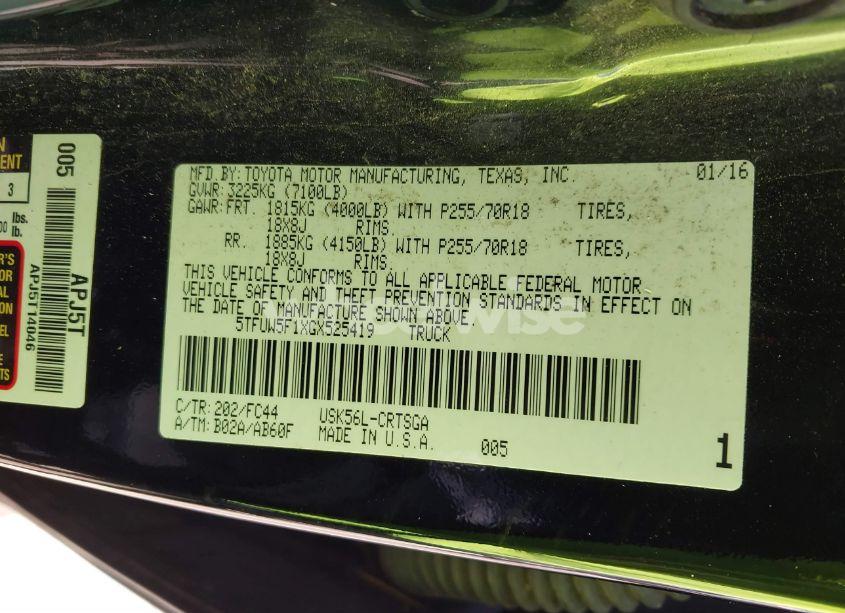 MFD.BY: TOYOTA MOTOR MANUFACTURING, TEXAS, INC. 01/16
GVWR: 3225KG (7100LB)
GAWR: FRT. 1815KG (4000LB) WITH P255/70R18 TIRES,
18X8J RIMS.
RR. 1885KG (4150LB) WITH P255/70R18 TIRES,
18X8J RIMS.
THIS VEHICLE CONFORMS TO ALL APPLICABLE FEDERAL MOTOR
VEHICLE SAFETY AND THEFT PREVENTION STANDARDS IN EFFECT ON
THE DATE OF MANUFACTURE SHOWN ABOVE.
5TFUW5F1XGX525419 TRUCK
C/TR: 202/FC44 USK56L-CRTSGA
A/TM: B02A/AB60F MADE IN U.S.A. 005 1
005
APJ5T
APJ5T14046
3
lbs.
lb.